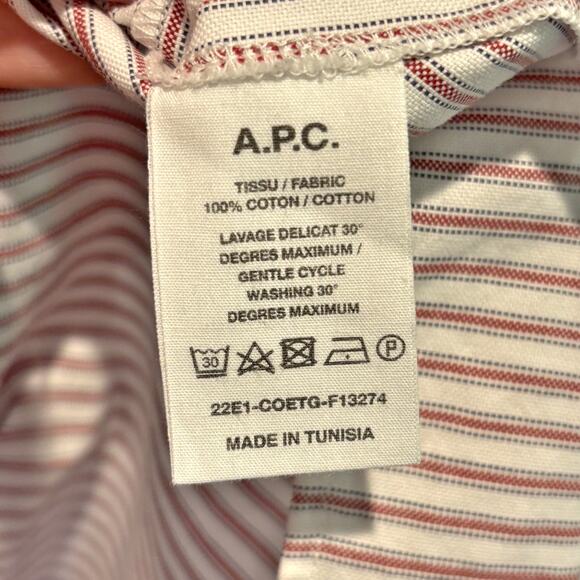 A.P.C.
TISSU / FABRIC
100% COTON / COTTON
LAVAGE DELICAT 30°
DEGRES MAXIMUM /
GENTLE CYCLE
WASHING 30°
DEGRES MAXIMUM
30 P
22E1-COETG-F13274
MADE IN TUNISIA